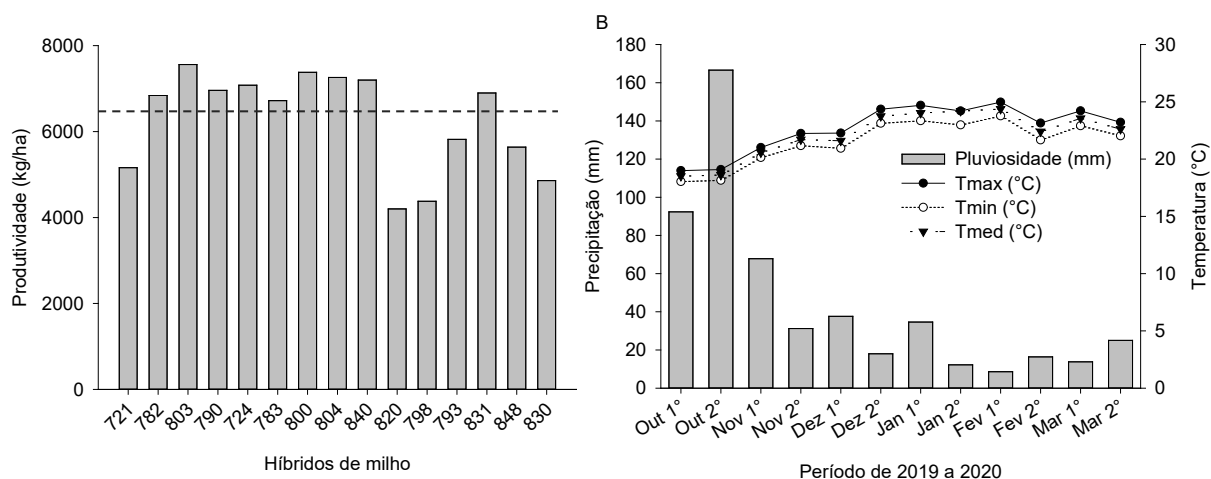 B
8000
6000
4000
2000
0
Produtividade (kg/ha)
721 782 803 790 724 783 800 804 840 820 798 793 831 848 830
Híbridos de milho
180
160
140
120
100
80
60
40
20
0
Precipitação (mm)
Pluviosidade (mm)
Tmax (°C)
Tmin (°C)
Tmed (°C)
30
25
20
15
10
5
0
Temperatura (°C)
Out 1° Out 2° Nov 1° Nov 2° Dez 1° Dez 2° Jan 1° Jan 2° Fev 1° Fev 2° Mar 1° Mar 2°
Período de 2019 a 2020